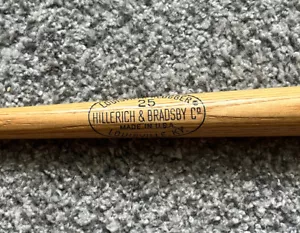 LOUISVILLE SLUGGER
25
HILLERICH & BRADSBY Co
MADE IN U.S.A.
LOUISVILLE, KY.